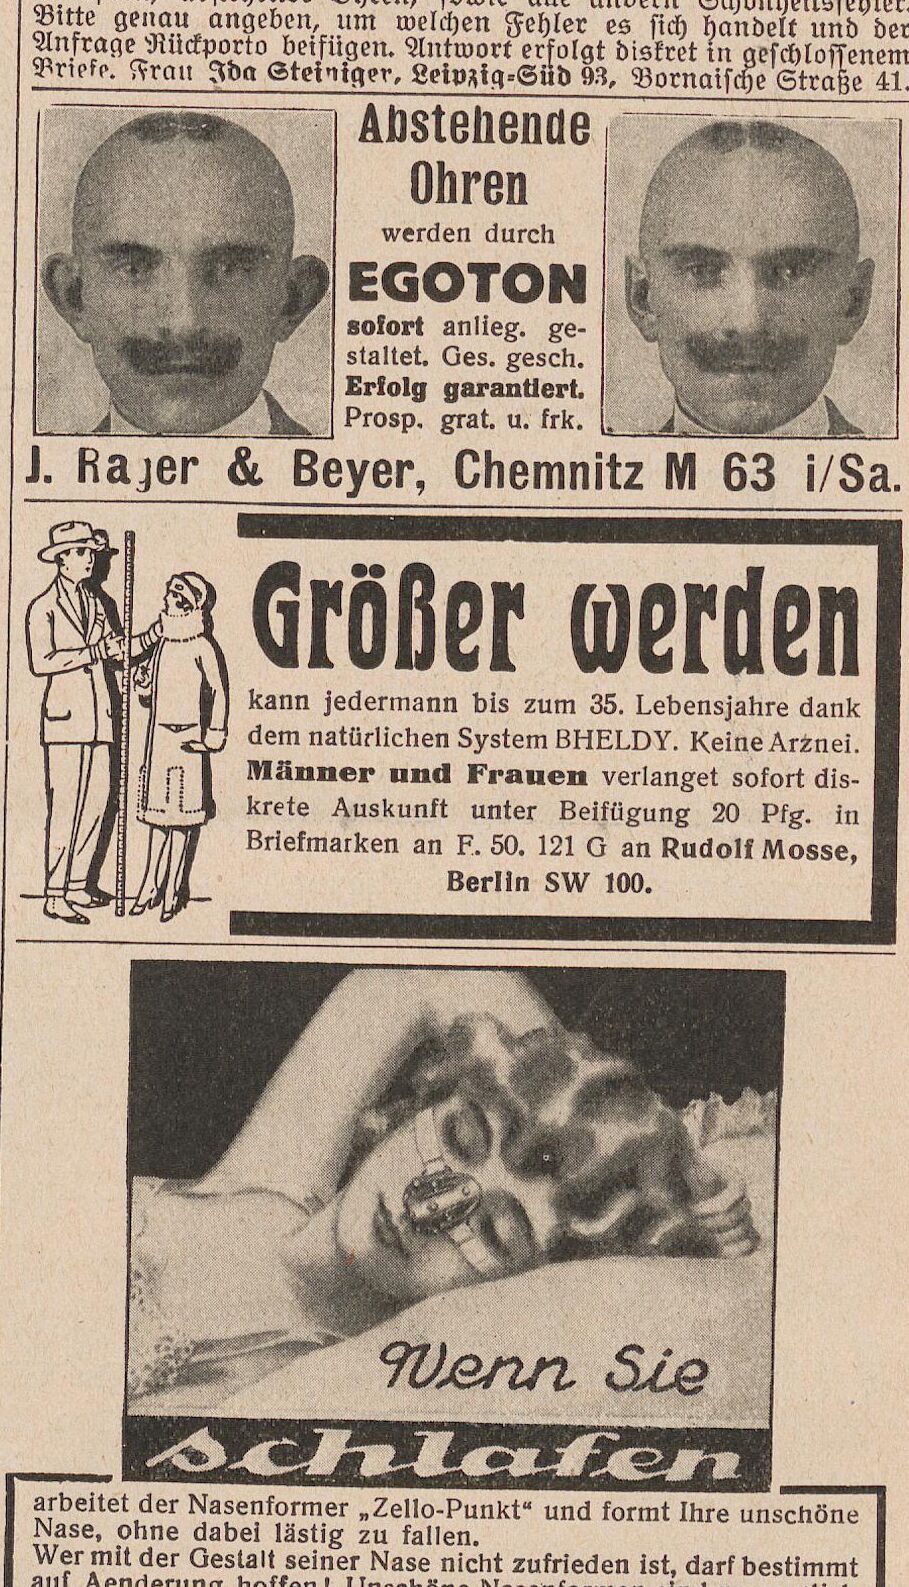 Bitte genau angeben, um welchen Fehler es sich handelt und der
Anfrage Rückporto beifügen. Antwort erfolgt diskret in geschlossenem
Briefe. Frau Ida Steiniger, Leipzig-Süd 93, Bornaische Straße 41.
Abstehende
Ohren
werden durch
EGOTON
sofort anlieg. ge-
staltet. Ges. gesch.
Erfolg garantiert.
Prosp. grat. u. frk.
J. Rager & Beyer, Chemnitz M 63 i/Sa.
Größer werden
kann jedermann bis zum 35. Lebensjahre dank
dem natürlichen System BHELDY. Keine Arznei.
Männer und Frauen verlanget sofort dis-
krete Auskunft unter Beifügung 20 Pfg. in
Briefmarken an F. 50. 121 G an Rudolf Mosse,
Berlin SW 100.
Wenn Sie
schlafen
arbeitet der Nasenformer „Zello-Punkt“ und formt Ihre unschöne
Nase, ohne dabei lästig zu fallen.
Wer mit der Gestalt seiner Nase nicht zufrieden ist, darf bestimmt
auf Aenderung hoffen! Unschöne